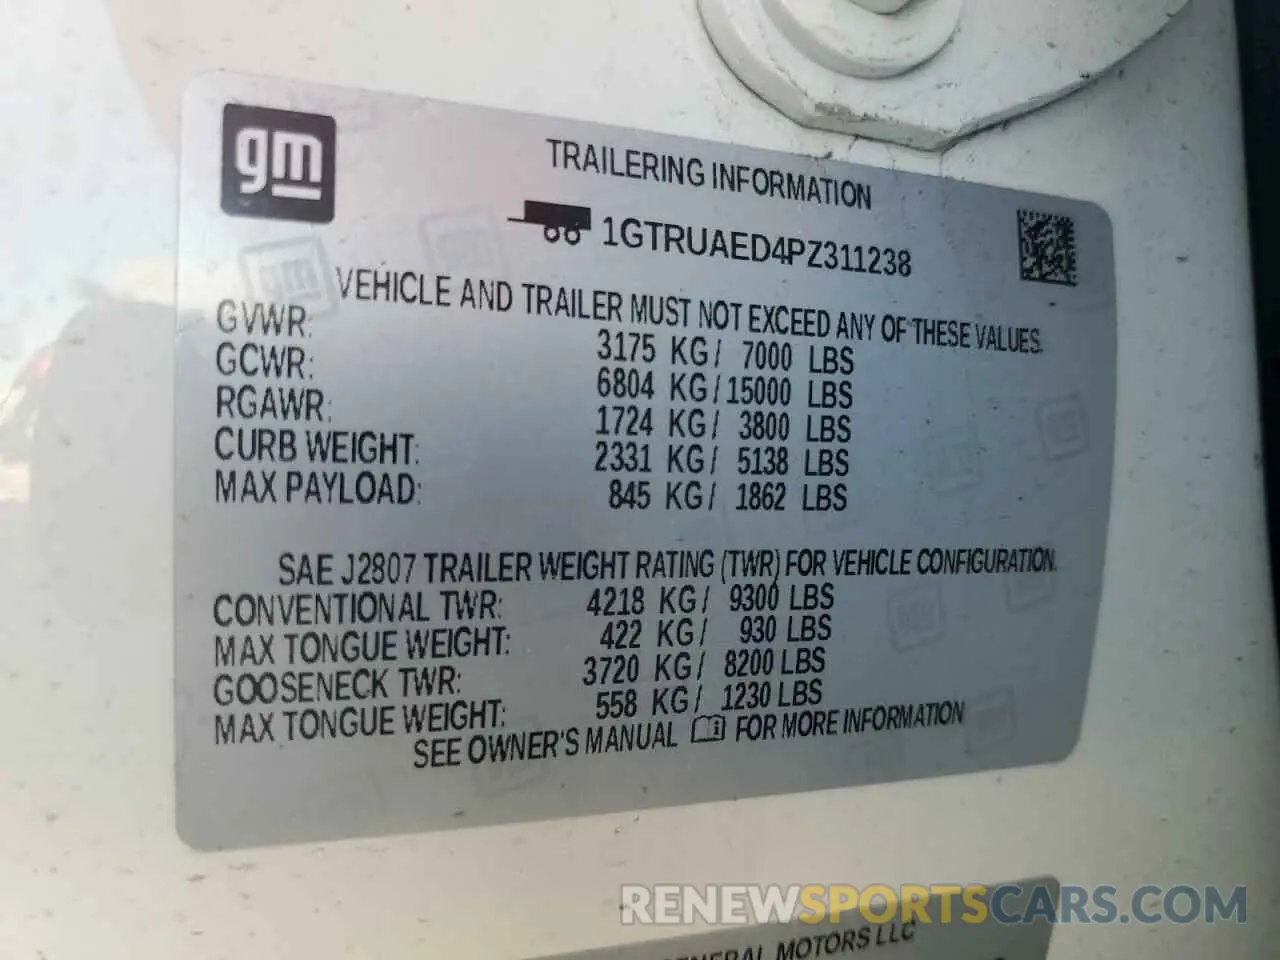 gm
TRAILERING INFORMATION
1GTRUAED4PZ311238
VEHICLE AND TRAILER MUST NOT EXCEED ANY OF THESE VALUES.
GVWR: 3175 KG/ 7000 LBS
GCWR: 6804 KG/ 15000 LBS
RGAWR: 1724 KG/ 3800 LBS
CURB WEIGHT: 2331 KG/ 5138 LBS
MAX PAYLOAD: 845 KG/ 1862 LBS
SAE J2807 TRAILER WEIGHT RATING (TWR) FOR VEHICLE CONFIGURATION.
CONVENTIONAL TWR: 4218 KG/ 9300 LBS
MAX TONGUE WEIGHT: 422 KG/ 930 LBS
GOOSENECK TWR: 3720 KG/ 8200 LBS
MAX TONGUE WEIGHT: 558 KG/ 1230 LBS
SEE OWNER'S MANUAL FOR MORE INFORMATION
RENEWSPORTSCARS.COM
GENERAL MOTORS LLC